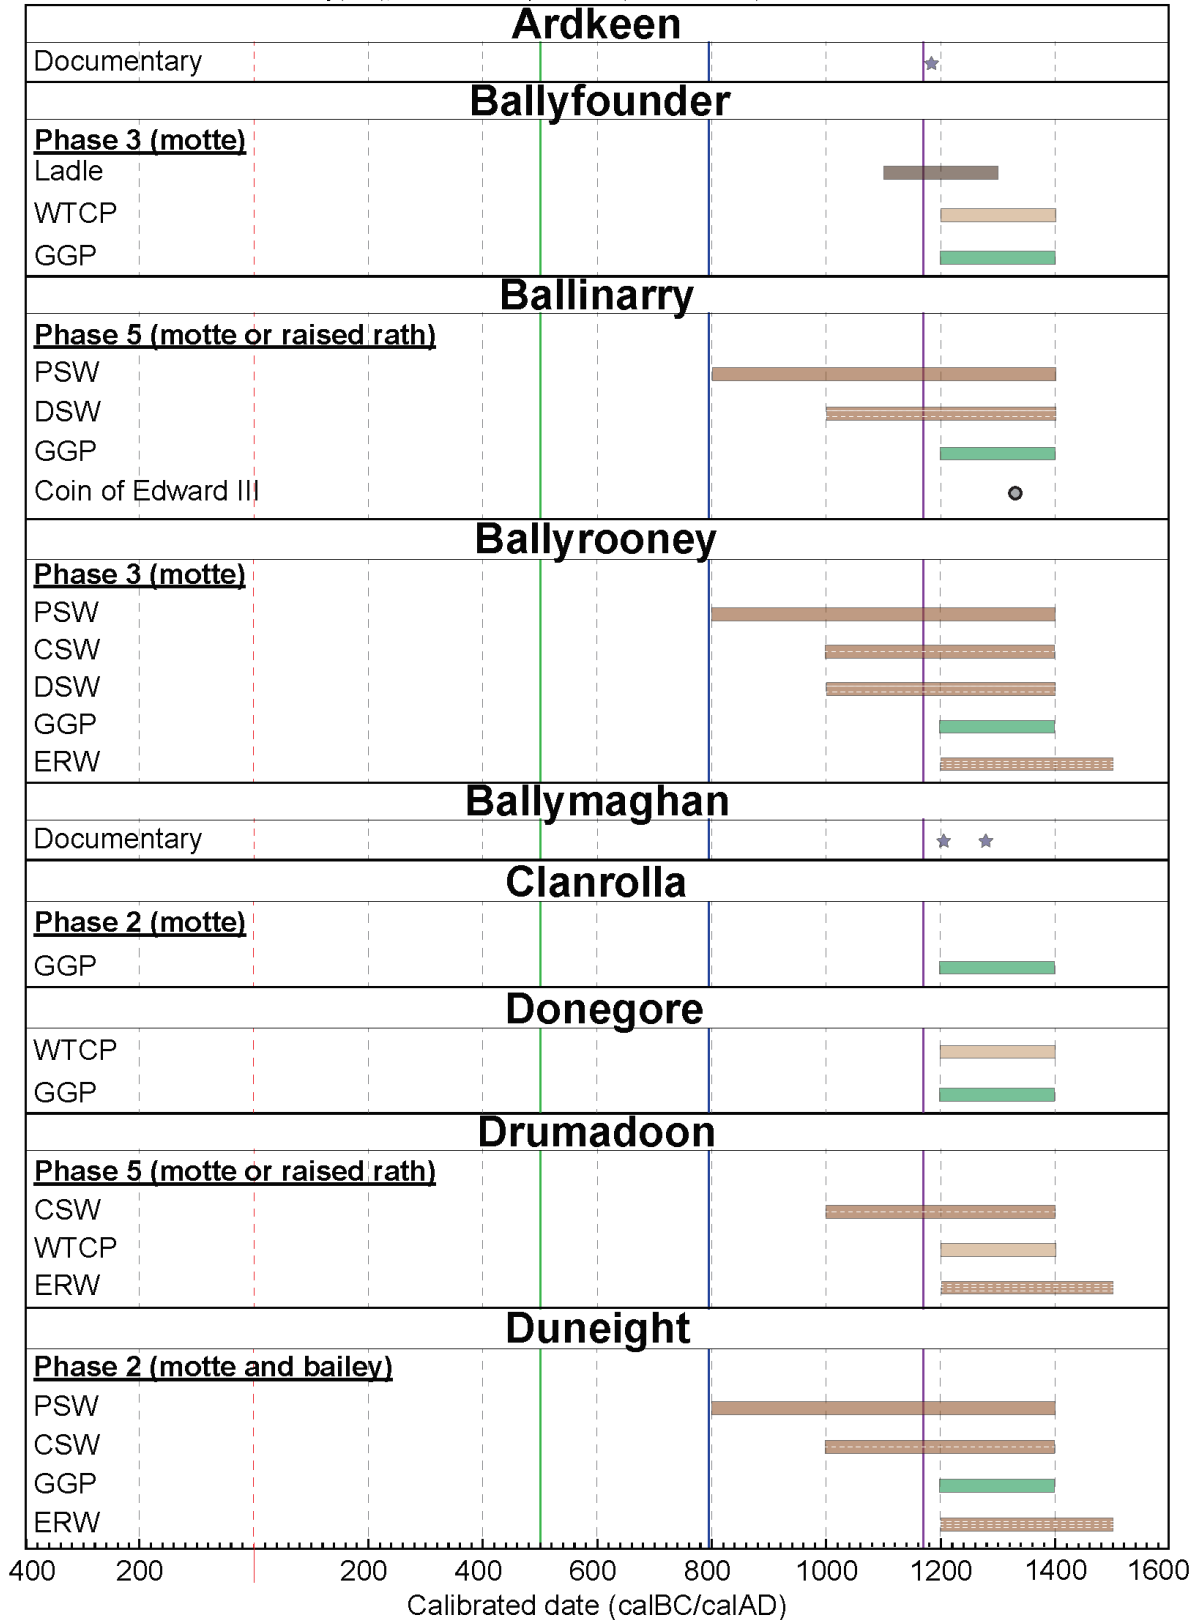 Ardkeen
Documentary
Ballyfounder
Phase 3 (motte)
Ladle
WTCP
GGP
Ballinarry
Phase 5 (motte or raised rath)
PSW
DSW
GGP
Coin of Edward III
Ballyrooney
Phase 3 (motte)
PSW
CSW
DSW
GGP
ERW
Ballymaghan
Documentary
Clanrolla
Phase 2 (motte)
GGP
Donegore
WTCP
GGP
Drumadoon
Phase 5 (motte or raised rath)
CSW
WTCP
ERW
Duneight
Phase 2 (motte and bailey)
PSW
CSW
GGP
ERW
400 200 200 400 600 800 1000 1200 1400 1600
Calibrated date (calBC/calAD)